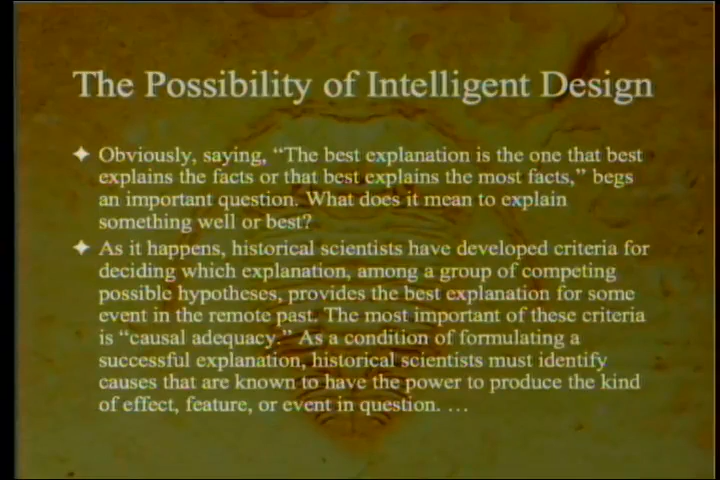 The Possibility of Intelligent Design
Obviously, saying, “The best explanation is the one that best
explains the facts or that best explains the most facts,” begs
an important question. What does it mean to explain
something well or best?
As it happens, historical scientists have developed criteria for
deciding which explanation, among a group of competing
possible hypotheses, provides the best explanation for some
event in the remote past. The most important of these criteria
is “causal adequacy.” As a condition of formulating a
successful explanation, historical scientists must identify
causes that are known to have the power to produce the kind
of effect, feature, or event in question. …